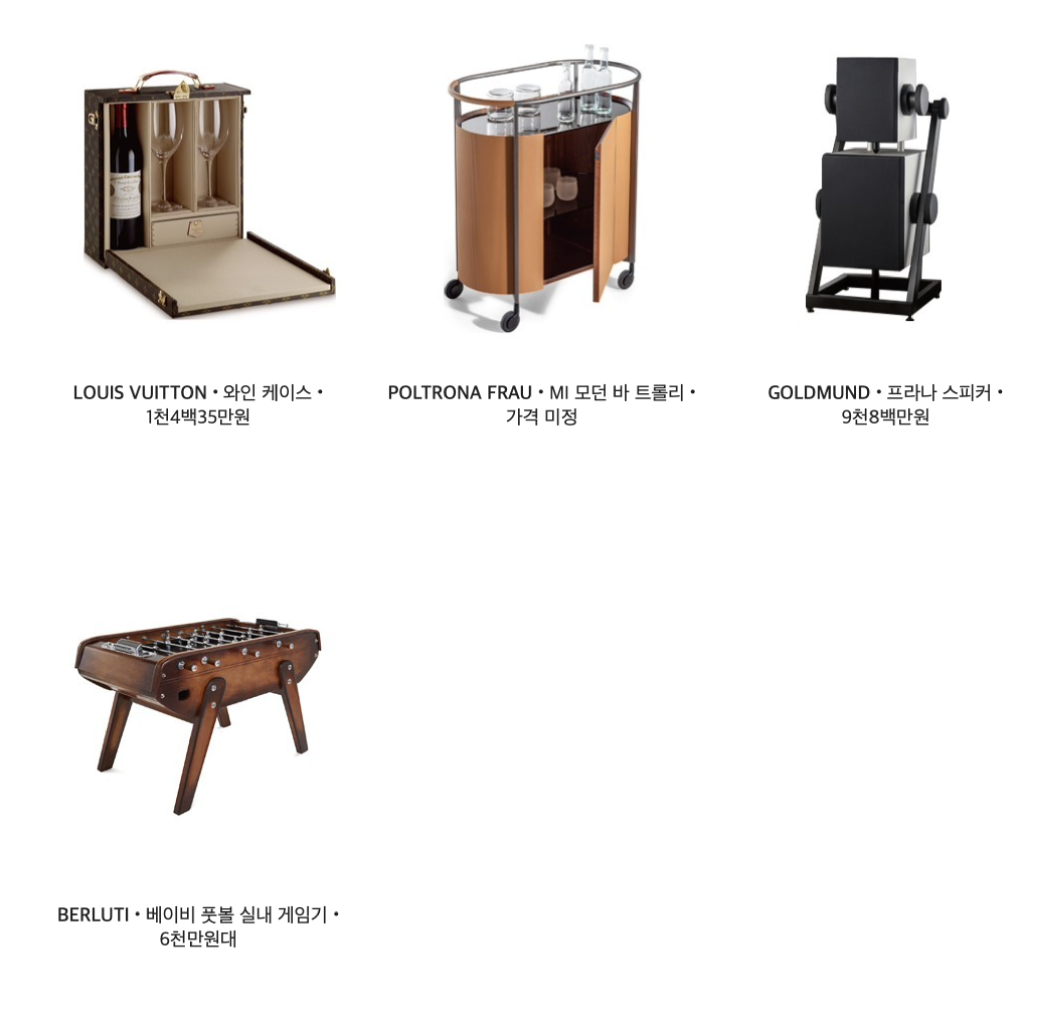 LOUIS VUITTON • 와인 케이스 •
1천4백35만원
POLTRONA FRAU • MI 모던 바 트롤리 •
가격 미정
GOLDMUND • 프라나 스피커 •
9천8백만원
BERLUTI • 베이비 풋볼 실내 게임기 •
6천만원대